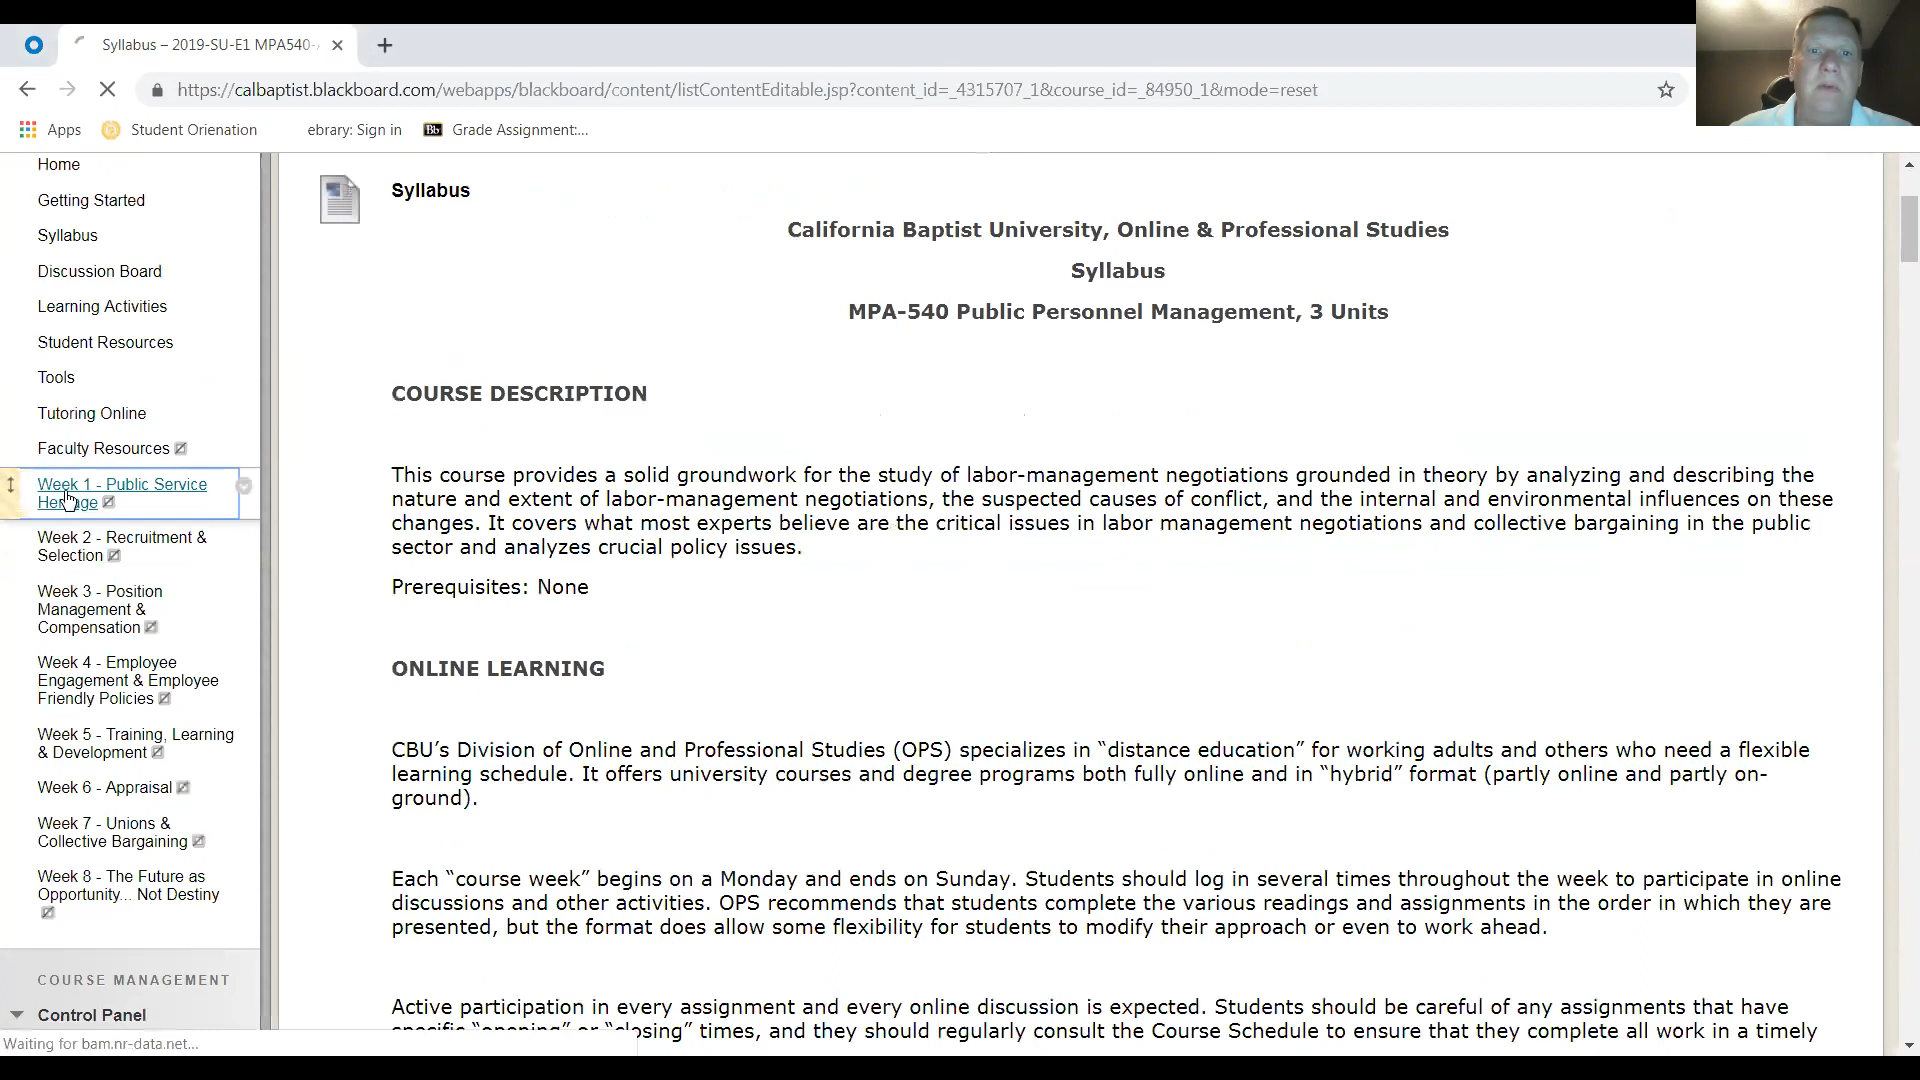 Syllabus – 2019-SU-E1 MPA540-
https://calbaptist.blackboard.com/webapps/blackboard/content/listContentEditable.jsp?content_id=_4315707_1&course_id=_84950_1&mode=reset
Apps
Student Orienation
ebrary: Sign in
Bb
Grade Assignment:...
Home
Getting Started
Syllabus
Discussion Board
Learning Activities
Student Resources
Tools
Tutoring Online
Faculty Resources
Week 1 - Public Service
Heritage
Week 2 - Recruitment &
Selection
Week 3 - Position
Management &
Compensation
Week 4 - Employee
Engagement & Employee
Friendly Policies
Week 5 - Training, Learning
& Development
Week 6 - Appraisal
Week 7 - Unions &
Collective Bargaining
Week 8 - The Future as
Opportunity... Not Destiny
COURSE MANAGEMENT
Control Panel
Waiting for bam.nr-data.net...
Syllabus
California Baptist University, Online & Professional Studies
Syllabus
MPA-540 Public Personnel Management, 3 Units
COURSE DESCRIPTION
This course provides a solid groundwork for the study of labor-management negotiations grounded in theory by analyzing and describing the
nature and extent of labor-management negotiations, the suspected causes of conflict, and the internal and environmental influences on these
changes. It covers what most experts believe are the critical issues in labor management negotiations and collective bargaining in the public
sector and analyzes crucial policy issues.
Prerequisites: None
ONLINE LEARNING
CBU’s Division of Online and Professional Studies (OPS) specializes in “distance education” for working adults and others who need a flexible
learning schedule. It offers university courses and degree programs both fully online and in “hybrid” format (partly online and partly on-
ground).
Each “course week” begins on a Monday and ends on Sunday. Students should log in several times throughout the week to participate in online
discussions and other activities. OPS recommends that students complete the various readings and assignments in the order in which they are
presented, but the format does allow some flexibility for students to modify their approach or even to work ahead.
Active participation in every assignment and every online discussion is expected. Students should be careful of any assignments that have
specific “opening” or “closing” times, and they should regularly consult the Course Schedule to ensure that they complete all work in a timely